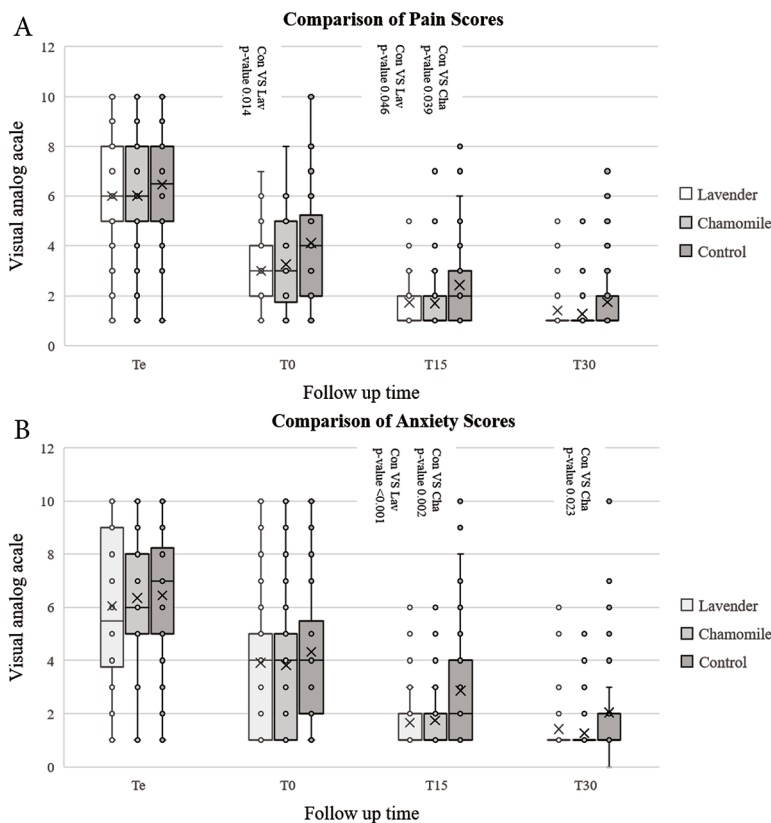 A
Comparison of Pain Scores
12
10
8
6
4
2
0
Visual analog acale
Con VS Lav
p-value 0.014
Con VS Lav
p-value 0.046
Con VS Cha
p-value 0.039
Lavender
Chamomile
Control
Te
T0
T15
T30
Follow up time
B
Comparison of Anxiety Scores
12
10
8
6
4
2
0
Visual analog acale
Con VS Lav
p-value <0.001
Con VS Cha
p-value 0.002
Con VS Cha
p-value 0.023
Lavender
Chamomile
Control
Te
T0
T15
T30
Follow up time